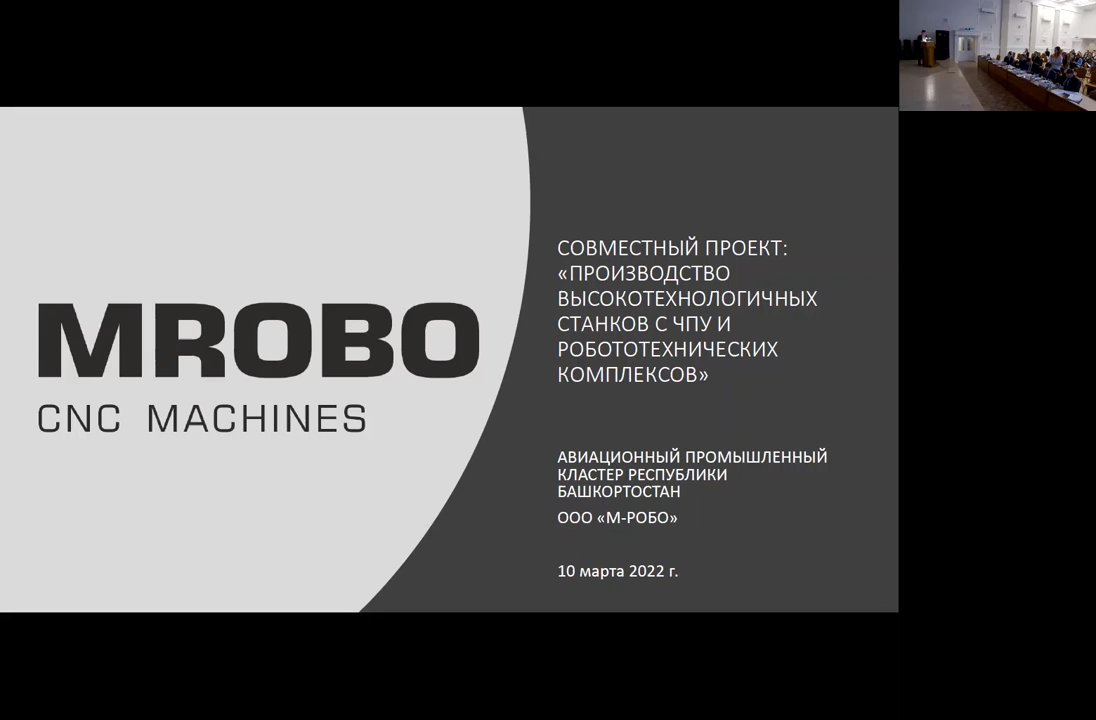 MROBO
CNC MACHINES
СОВМЕСТНЫЙ ПРОЕКТ:
«ПРОИЗВОДСТВО
ВЫСОКОТЕХНОЛОГИЧНЫХ
СТАНКОВ С ЧПУ И
РОБОТОТЕХНИЧЕСКИХ
КОМПЛЕКСОВ»
АВИАЦИОННЫЙ ПРОМЫШЛЕННЫЙ
КЛАСТЕР РЕСПУБЛИКИ
БАШКОРТОСТАН
ООО «М-РОБО»
10 марта 2022 г.